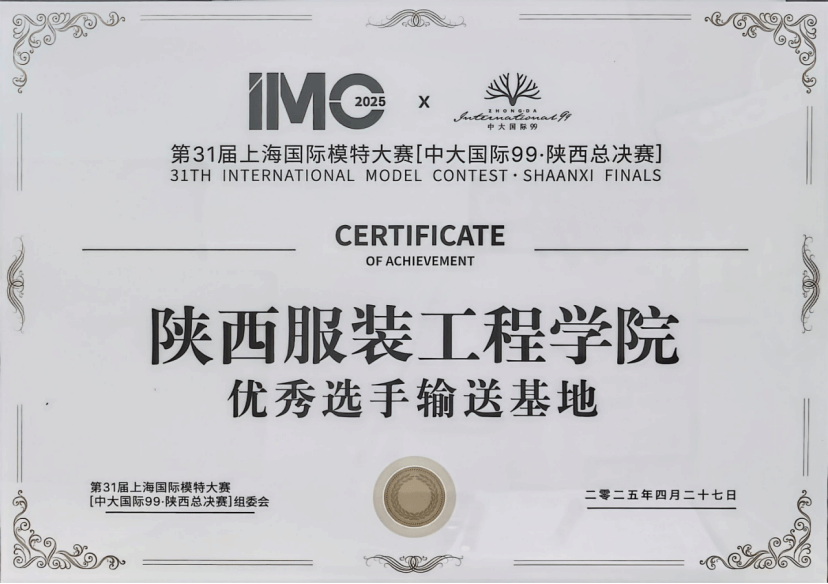 IMC 2025 X
ZHONGDA
International 99
中大国际99
第31届上海国际模特大赛[中大国际99·陕西总决赛]
31TH INTERNATIONAL MODEL CONTEST·SHAANXI FINALS
CERTIFICATE
OF ACHIEVEMENT
陕西服装工程学院
优秀选手输送基地
第31届上海国际模特大赛
[中大国际99·陕西总决赛]组委会
二零二五年四月二十七日